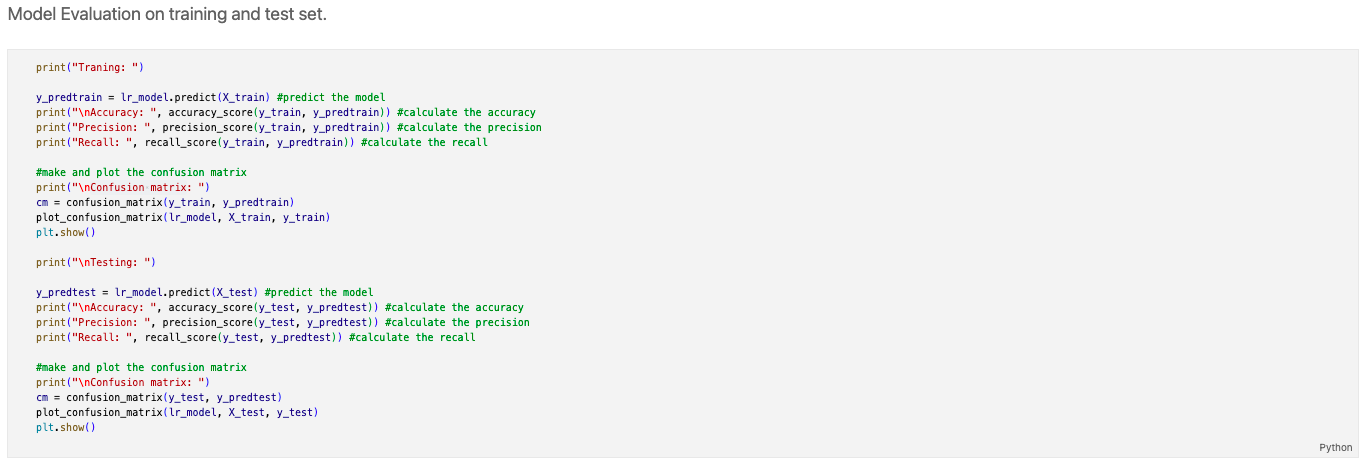 Model Evaluation on training and test set.
print("Traning: ")
y_predtrain = lr_model.predict(X_train) #predict the model
print("\nAccuracy: ", accuracy_score(y_train, y_predtrain)) #calculate the accuracy
print("Precision: ", precision_score(y_train, y_predtrain)) #calculate the precision
print("Recall: ", recall_score(y_train, y_predtrain)) #calculate the recall
#make and plot the confusion matrix
print("\nConfusion matrix: ")
cm = confusion_matrix(y_train, y_predtrain)
plot_confusion_matrix(lr_model, X_train, y_train)
plt.show()
print("\nTesting: ")
y_predtest = lr_model.predict(X_test) #predict the model
print("\nAccuracy: ", accuracy_score(y_test, y_predtest)) #calculate the accuracy
print("Precision: ", precision_score(y_test, y_predtest)) #calculate the precision
print("Recall: ", recall_score(y_test, y_predtest)) #calculate the recall
#make and plot the confusion matrix
print("\nConfusion matrix: ")
cm = confusion_matrix(y_test, y_predtest)
plot_confusion_matrix(lr_model, X_test, y_test)
plt.show()
Python